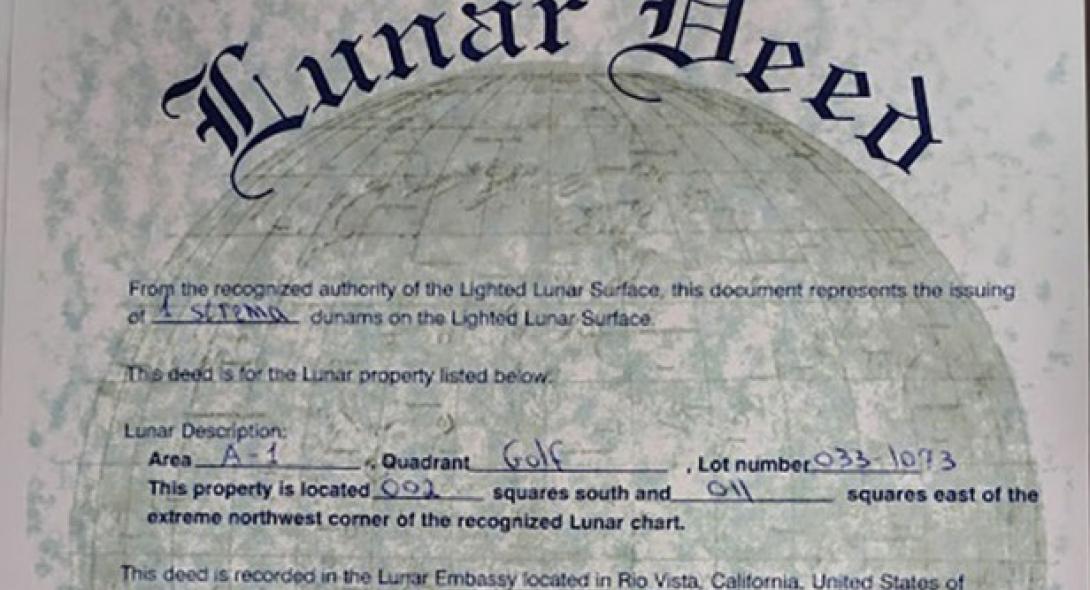 Lunar Deed
From the recognized authority of the Lighted Lunar Surface, this document represents the issuing
of 1 strema dunams on the Lighted Lunar Surface.
This deed is for the Lunar property listed below.
Lunar Description:
Area A-1, Quadrant Golf, Lot number 033-1073
This property is located 002 squares south and 011 squares east of the
extreme northwest corner of the recognized Lunar chart.
This deed is recorded in the Lunar Embassy located in Rio Vista, California, United States of